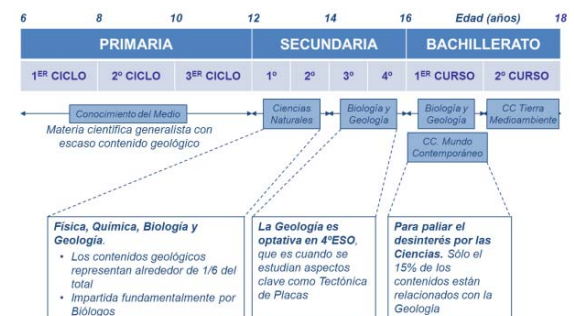 6 8 10 12 14 16 Edad (años) 18
PRIMARIA SECUNDARIA BACHILLERATO
1ER CICLO 2º CICLO 3ER CICLO 1º 2º 3º 4º 1ER CURSO 2º CURSO
Conocimiento del Medio
Materia científica generalista con
escaso contenido geológico
Ciencias
Naturales
Biología y
Geología
Biología y
Geología
CC Tierra
Medioambiente
CC. Mundo
Contemporáneo
Física, Química, Biología y
Geología.
• Los contenidos geológicos
representan alrededor de 1/6 del
total
• Impartida fundamentalmente por
Biólogos
La Geología es
optativa en 4ºESO,
que es cuando se
estudian aspectos
clave como Tectónica
de Placas
Para paliar el
desinterés por las
Ciencias. Sólo el
15% de los
contenidos están
relacionados con la
Geología